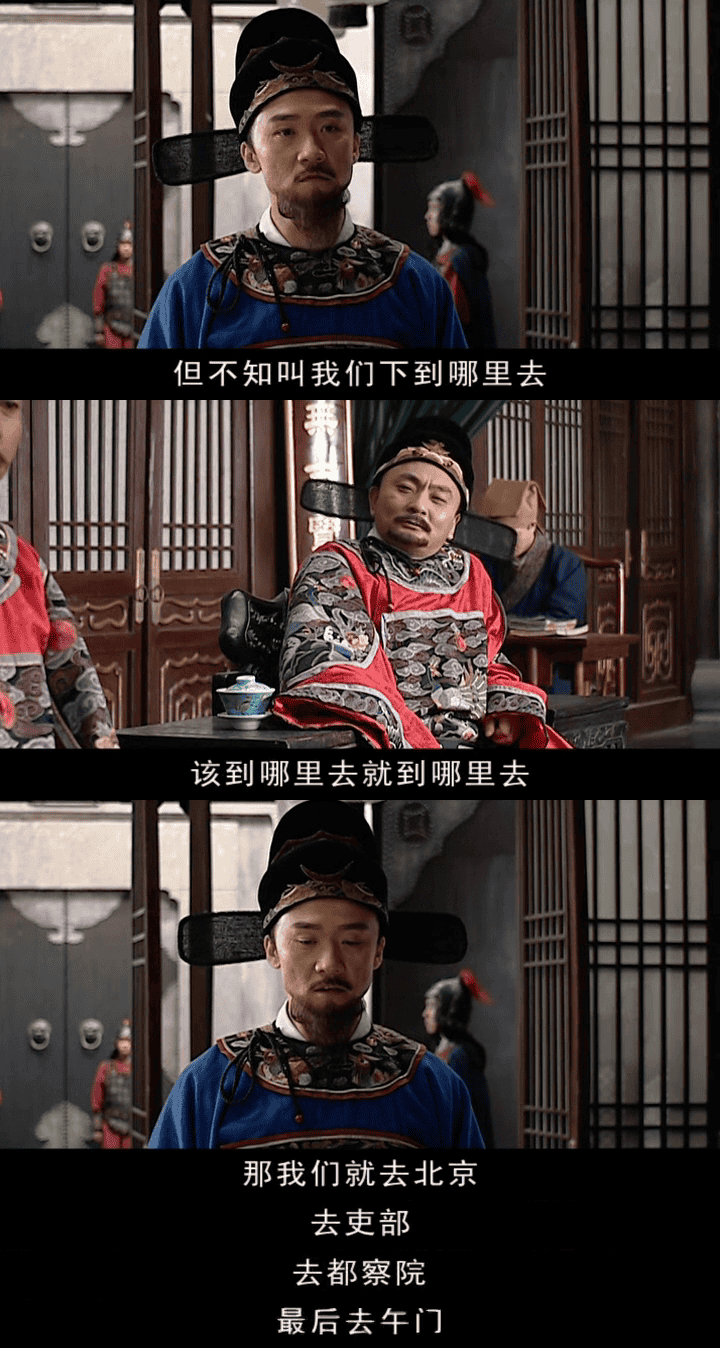 但不知叫我们下到哪里去
该到哪里去就到哪里去
那我们就去北京
去吏部
去都察院
最后去午门